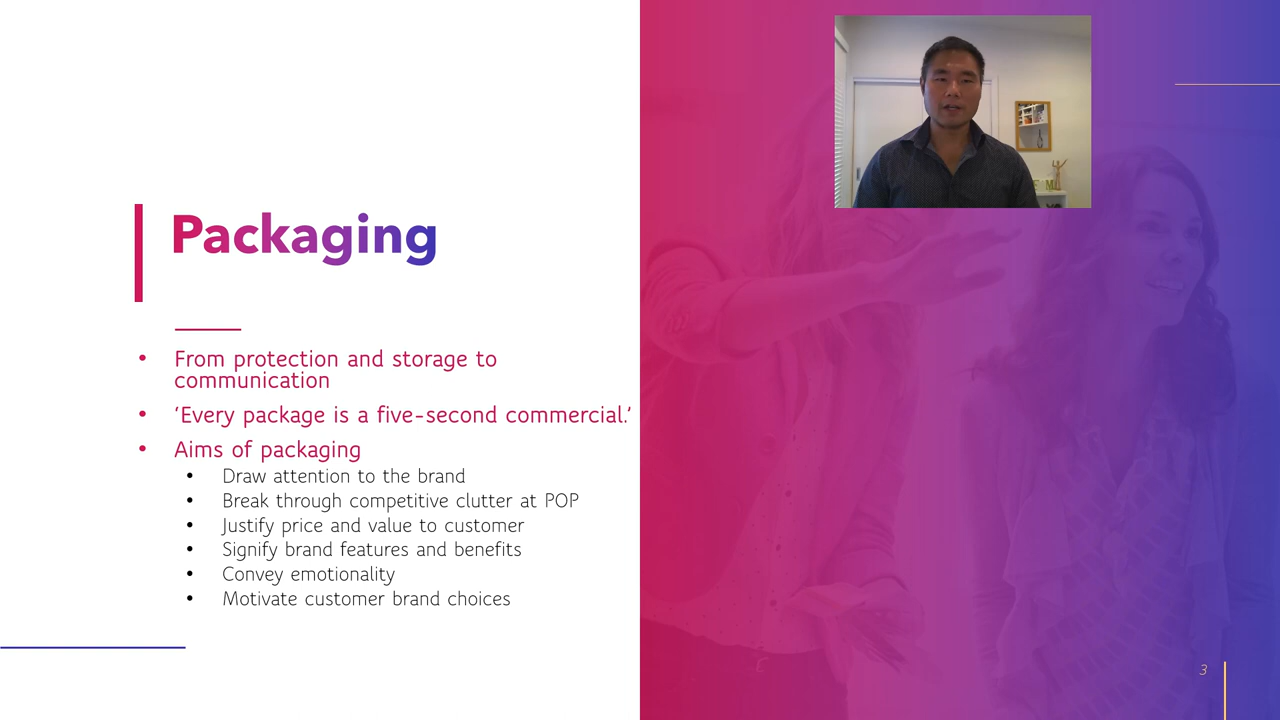 Packaging
• From protection and storage to
communication
• ‘Every package is a five-second commercial.’
• Aims of packaging
• Draw attention to the brand
• Break through competitive clutter at POP
• Justify price and value to customer
• Signify brand features and benefits
• Convey emotionality
• Motivate customer brand choices
3